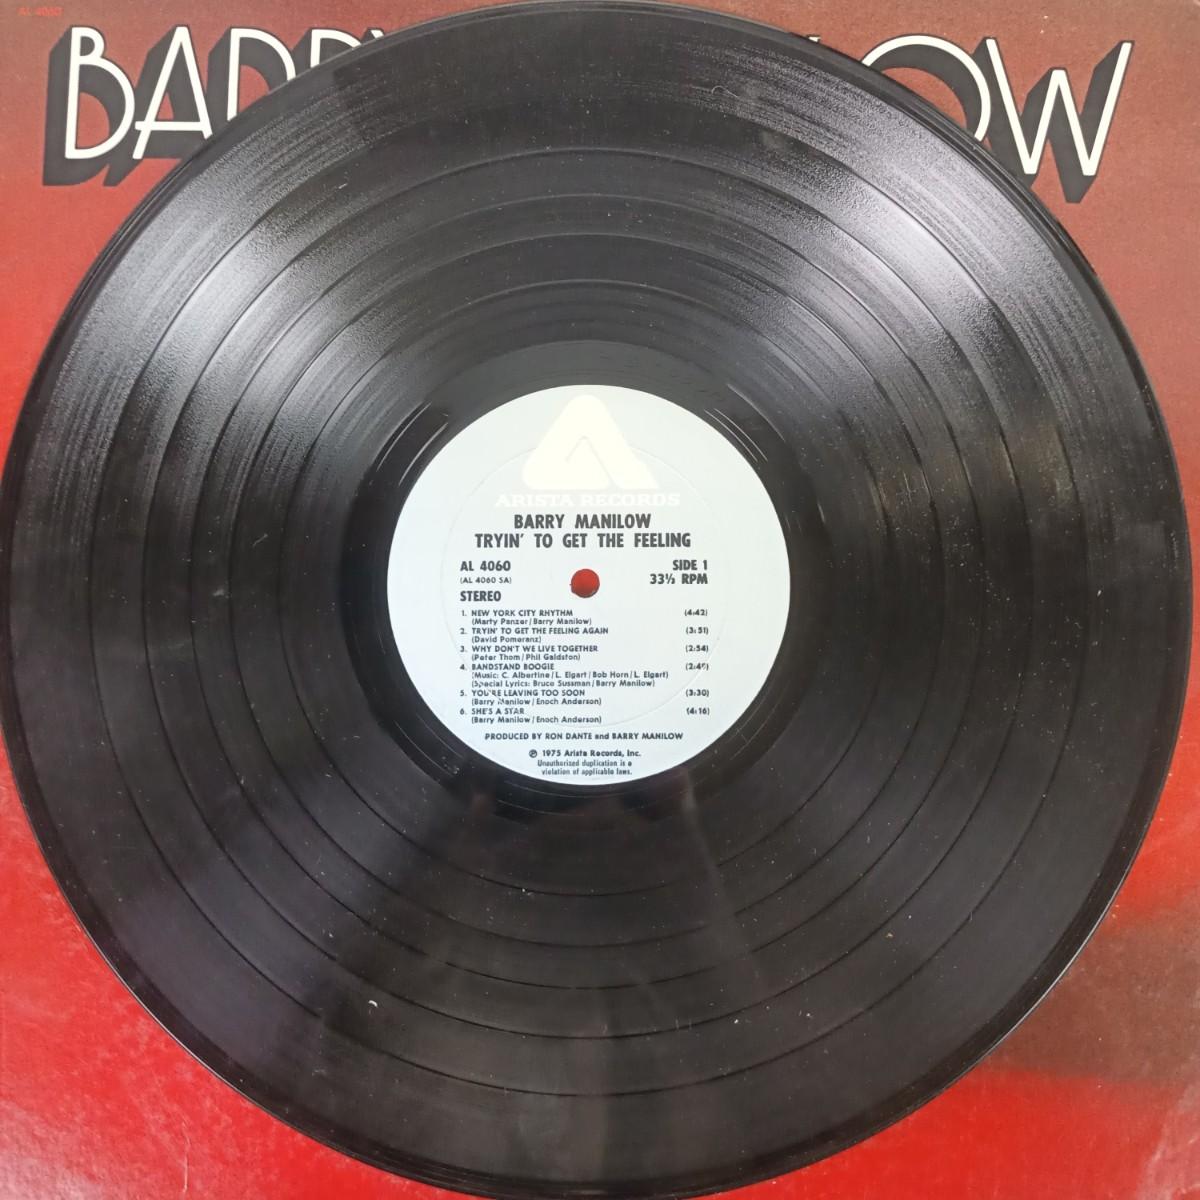 AL 4060
BARRY OW
ARISTA RECORDS
BARRY MANILOW
TRYIN' TO GET THE FEELING
AL 4060 SIDE 1
(AL 4060 SA) 33⅓ RPM
STEREO
1. NEW YORK CITY RHYTHM (4:42)
(Marty Panzer/Barry Manilow)
2. TRYIN' TO GET THE FEELING AGAIN (3:51)
(David Pomeranz)
3. WHY DON'T WE LIVE TOGETHER (2:54)
(Peter Thom/Phil Galdston)
4. BANDSTAND BOOGIE
(Music: C. Albertine/L. Elgart/Bob Horn/L. Elgart)
(Special Lyrics: Bruce Sussman/Barry Manilow)
5. YOU'RE LEAVING TOO SOON (3:30)
(Barry Manilow/Enoch Anderson)
6. SHE'S A STAR (4:16)
(Barry Manilow/Enoch Anderson)
PRODUCED BY RON DANTE and BARRY MANILOW
℗ 1975 Arista Records, Inc.
Unauthorized duplication is a
violation of applicable laws.